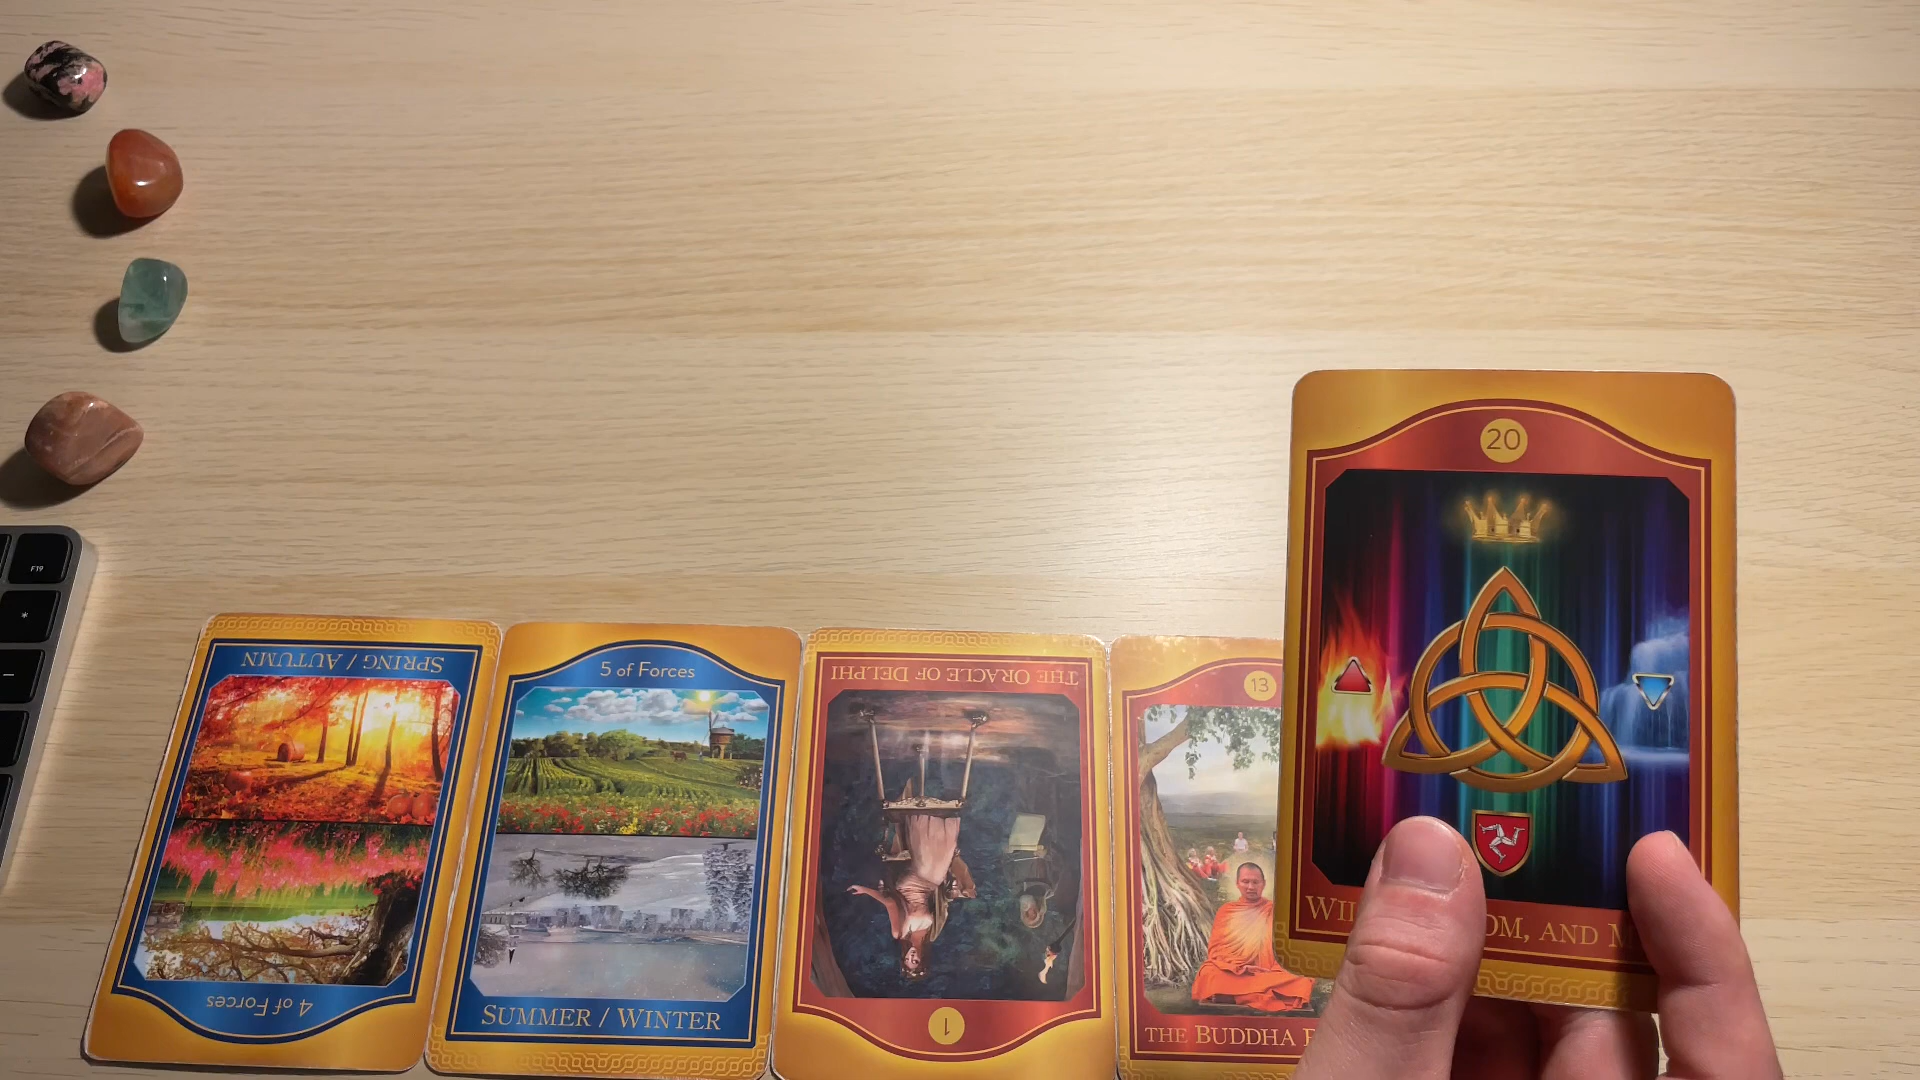 F19
*
–
SPRING / AUTUMN
4 of Forces
5 of Forces
SUMMER / WINTER
THE ORACLE OF DELPHI
1
13
THE BUDDHA
20
AND